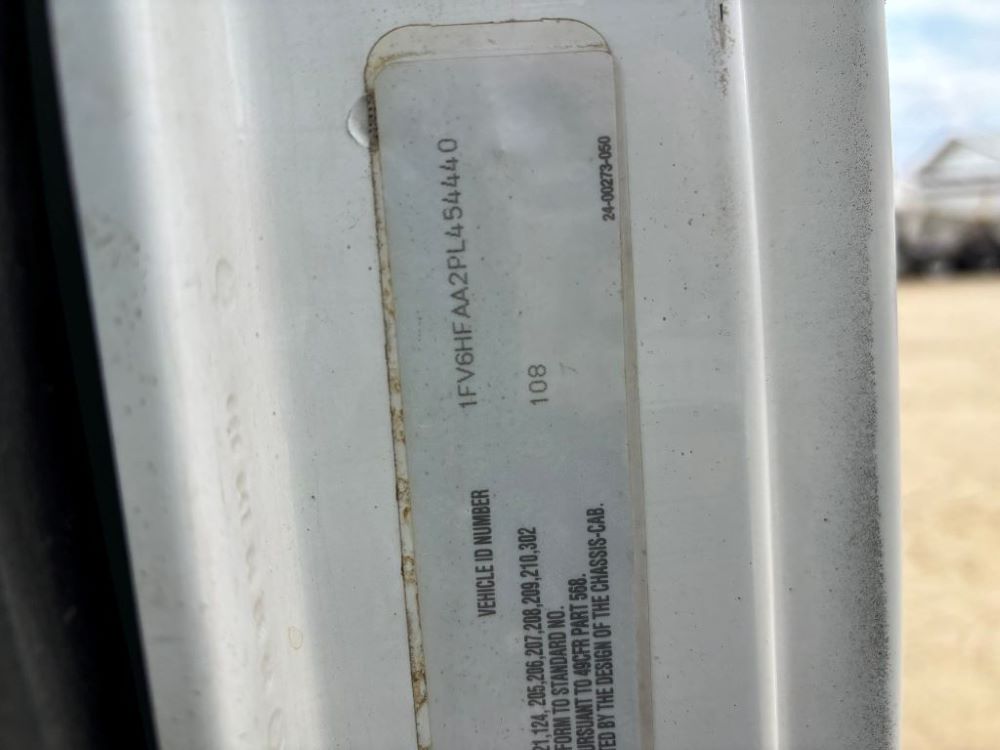 VEHICLE ID NUMBER 1FV6HFAA2PL454440
21,124, 205,206,207,208,209,210,302 108
FORM TO STANDARD NO.
URSUANT TO 49CFR PART 568.
TED BY THE DESIGN OF THE CHASSIS-CAB.
24-00273-050